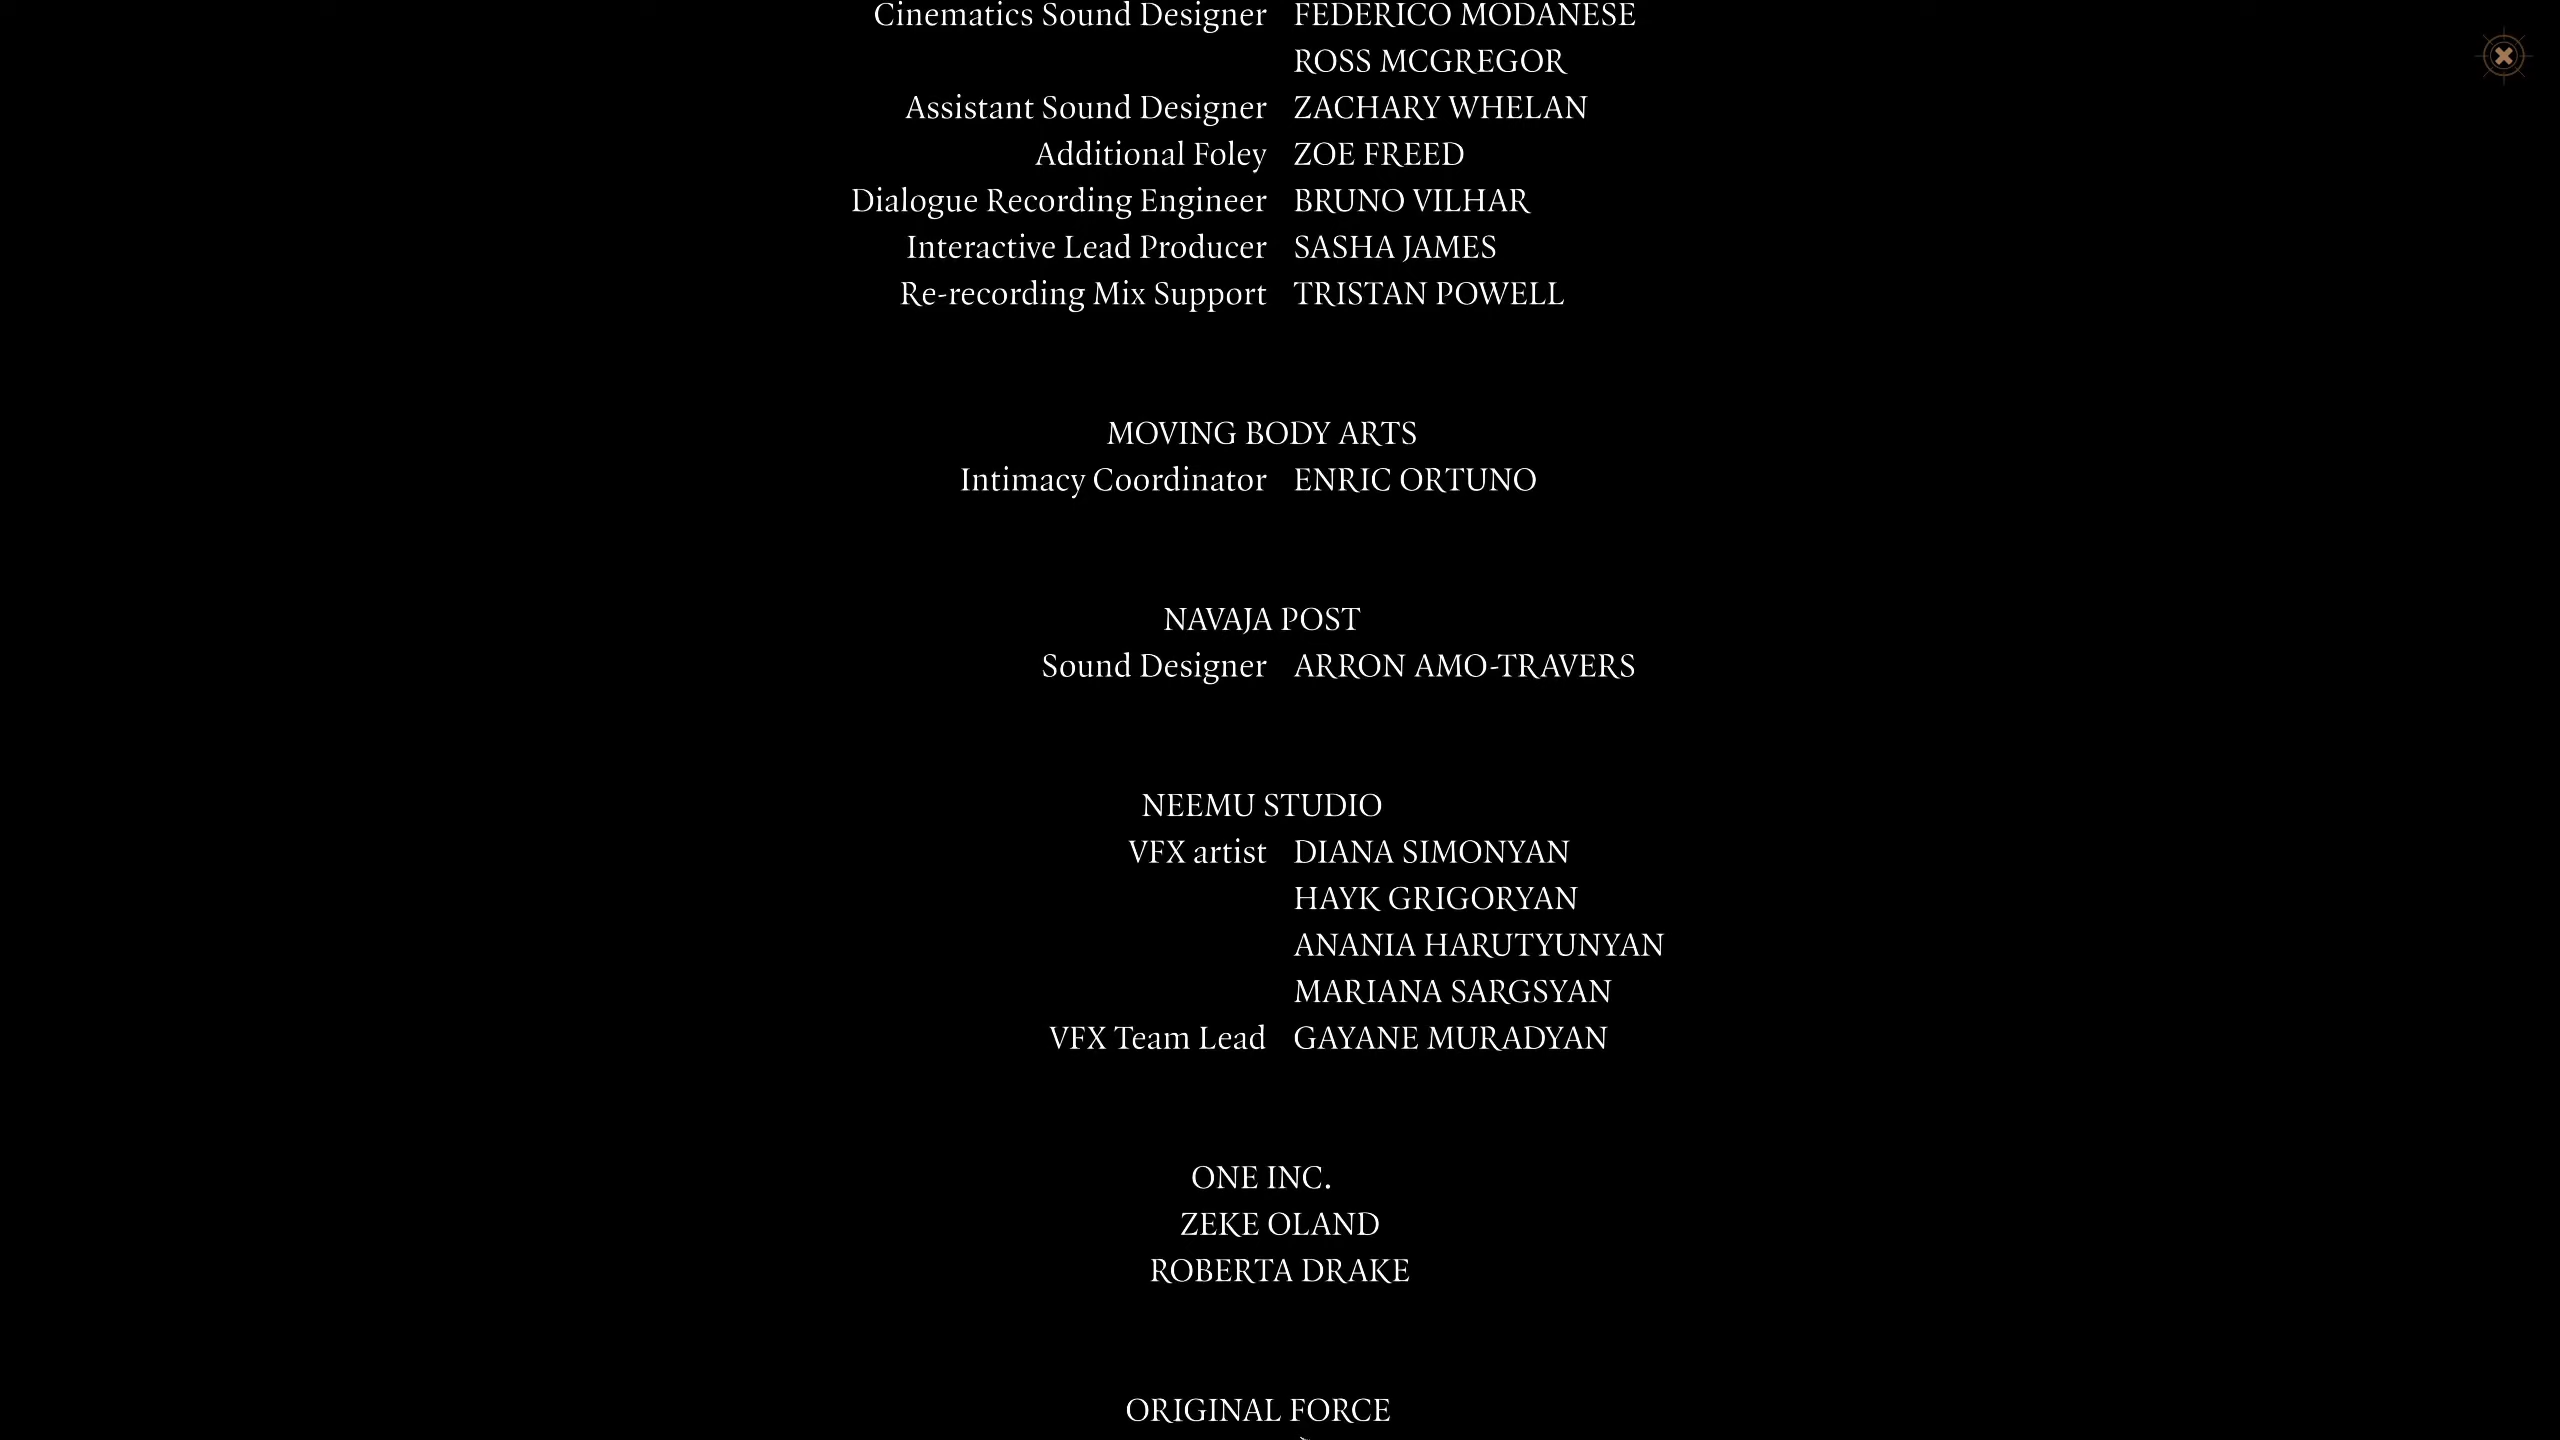 Cinematics Sound Designer FEDERICO MODANESE
ROSS MCGREGOR
Assistant Sound Designer ZACHARY WHELAN
Additional Foley ZOE FREED
Dialogue Recording Engineer BRUNO VILHAR
Interactive Lead Producer SASHA JAMES
Re-recording Mix Support TRISTAN POWELL
MOVING BODY ARTS
Intimacy Coordinator ENRIC ORTUNO
NAVAJA POST
Sound Designer ARRON AMO-TRAVERS
NEEMU STUDIO
VFX artist DIANA SIMONYAN
HAYK GRIGORYAN
ANANIA HARUTYUNYAN
MARIANA SARGSYAN
VFX Team Lead GAYANE MURADYAN
ONE INC.
ZEKE OLAND
ROBERTA DRAKE
ORIGINAL FORCE